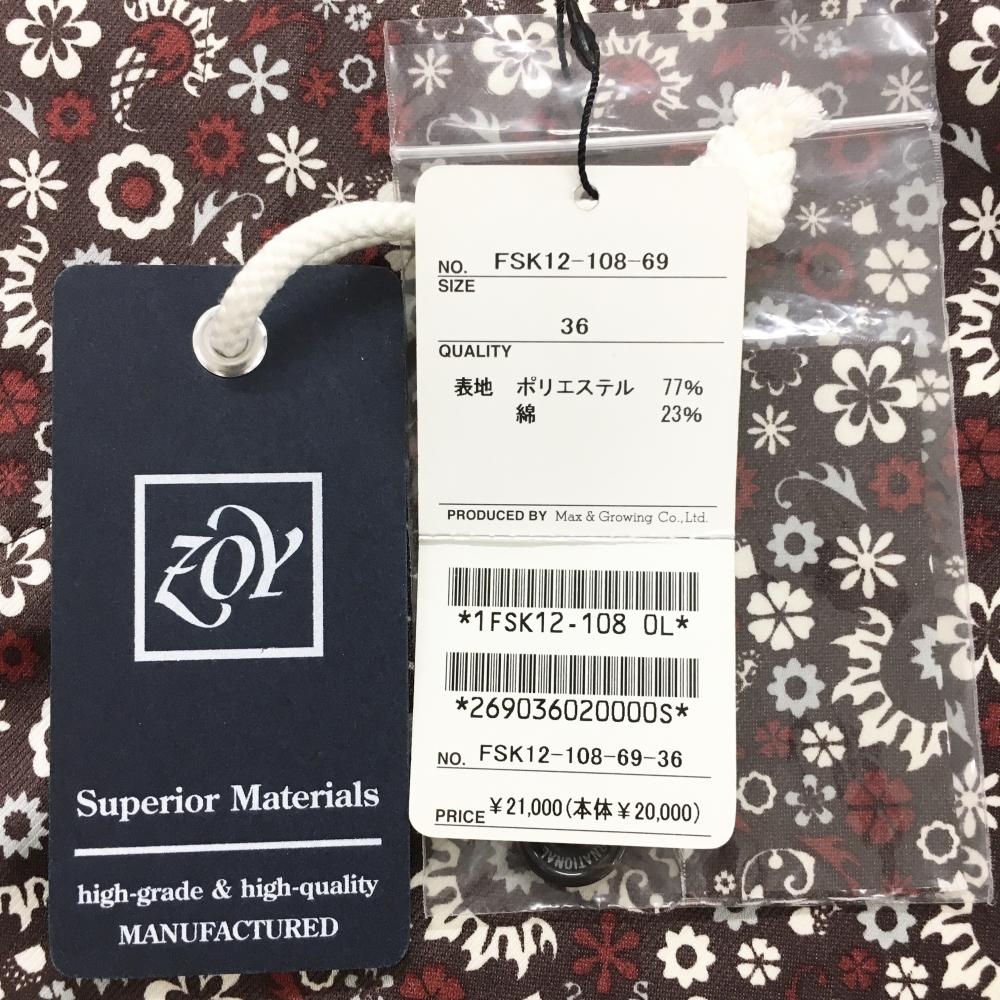 ZOY
Superior Materials
high-grade & high-quality
MANUFACTURED
NO. FSK12-108-69
SIZE
36
QUALITY
表地 ポリエステル 77%
綿 23%
PRODUCED BY Max & Growing Co.,Ltd.
*1FSK12-108 0L*
*269036020000S*
NO. FSK12-108-69-36
PRICE ¥21,000(本体¥20,000)